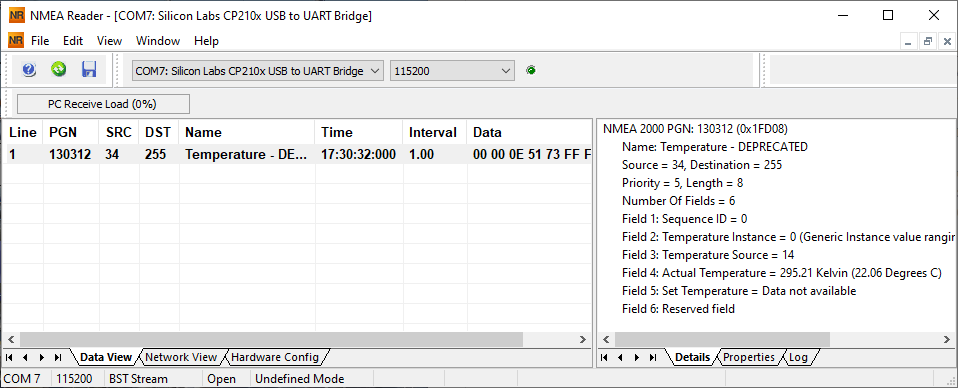 NMEA Reader - [COM7: Silicon Labs CP210x USB to UART Bridge]
NR File Edit View Window Help
COM7: Silicon Labs CP210x USB to UART Bridge 115200
PC Receive Load (0%)
Line PGN SRC DST Name Time Interval Data
1 130312 34 255 Temperature - DE... 17:30:32:000 1.00 00 00 0E 51 73 FF F
NMEA 2000 PGN: 130312 (0x1FD08)
Name: Temperature - DEPRECATED
Source = 34, Destination = 255
Priority = 5, Length = 8
Number Of Fields = 6
Field 1: Sequence ID = 0
Field 2: Temperature Instance = 0 (Generic Instance value rangin
Field 3: Temperature Source = 14
Field 4: Actual Temperature = 295.21 Kelvin (22.06 Degrees C)
Field 5: Set Temperature = Data not available
Field 6: Reserved field
Data View Network View Hardware Config
Details Properties Log
COM 7 115200 BST Stream Open Undefined Mode